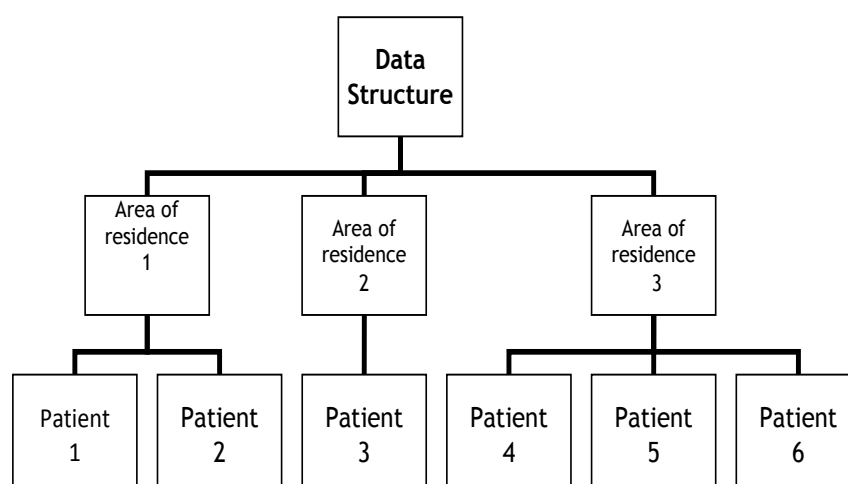 Data
Structure
Area of
residence
1
Area of
residence
2
Area of
residence
3
Patient
1
Patient
2
Patient
3
Patient
4
Patient
5
Patient
6